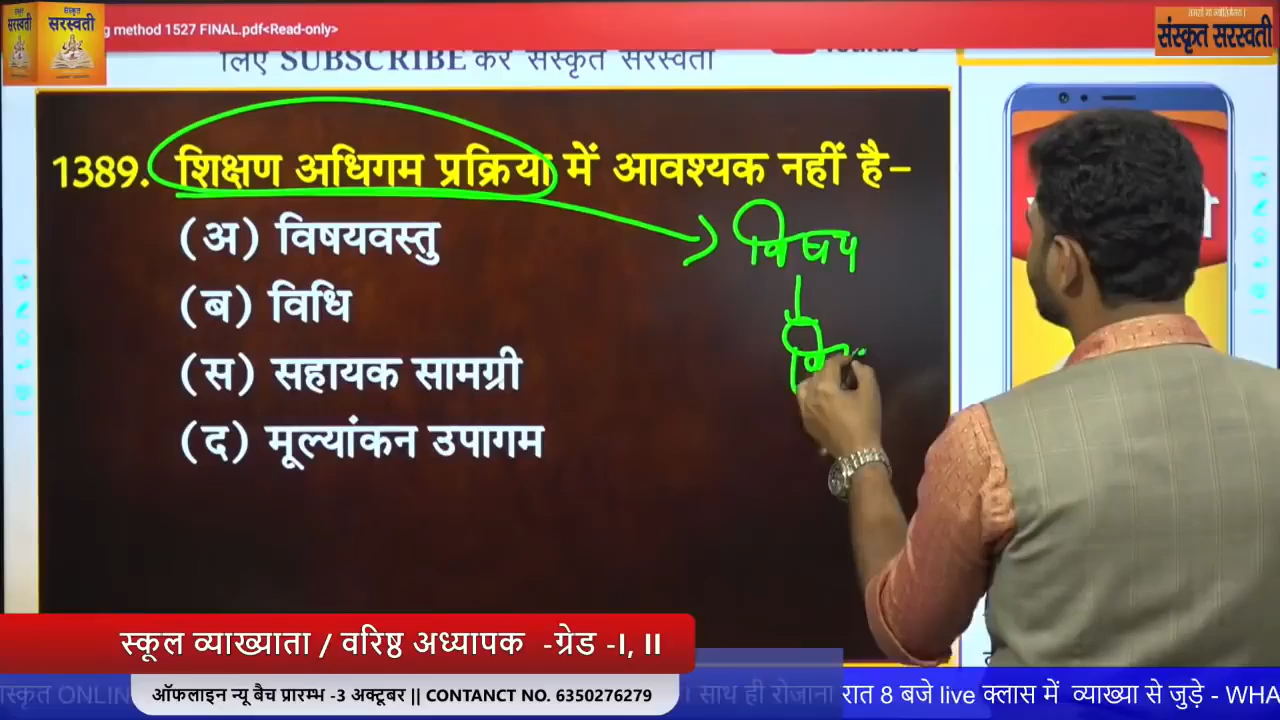 संस्कृत
सरस्वती
g method 1527 FINAL.pdf<Read-only>
संस्कृत सरस्वती
लिए SUBSCRIBE करें संस्कृत सरस्वती
1389. शिक्षण अधिगम प्रक्रिया में आवश्यक नहीं है–
(अ) विषयवस्तु
विषय
(ब) विधि
(स) सहायक सामग्री
(द) मूल्यांकन उपागम
स्कूल व्याख्याता / वरिष्ठ अध्यापक -ग्रेड -I, II
ऑफलाइन न्यू बैच प्रारम्भ -3 अक्टूबर || CONTANCT NO. 6350276279
स्कृत ONLIN
साथ ही रोजाना रात 8 बजे live क्लास में व्याख्या से जुड़े - WHA